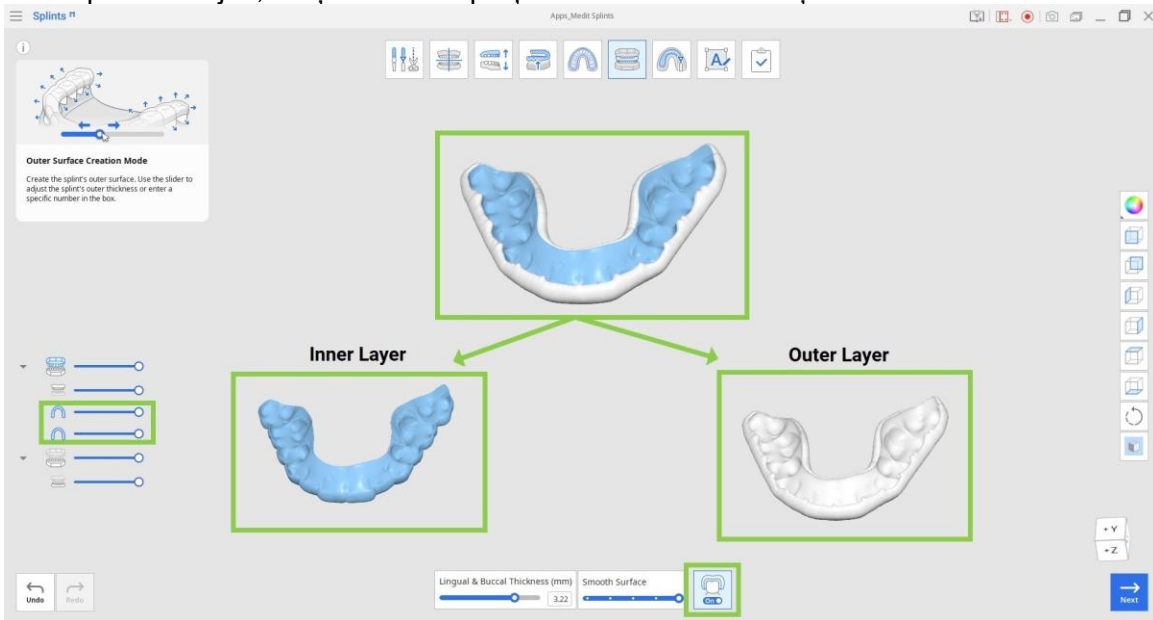 Splints
Apps_Medit Splints
Outer Surface Creation Mode
Create the splint's outer surface. Use the slider to
adjust the splint's outer thickness or enter a
specific number in the box.
Inner Layer
Outer Layer
+ Y
+ Z
Undo
Redo
Lingual & Buccal Thickness (mm)
3.22
Smooth Surface
On
Next